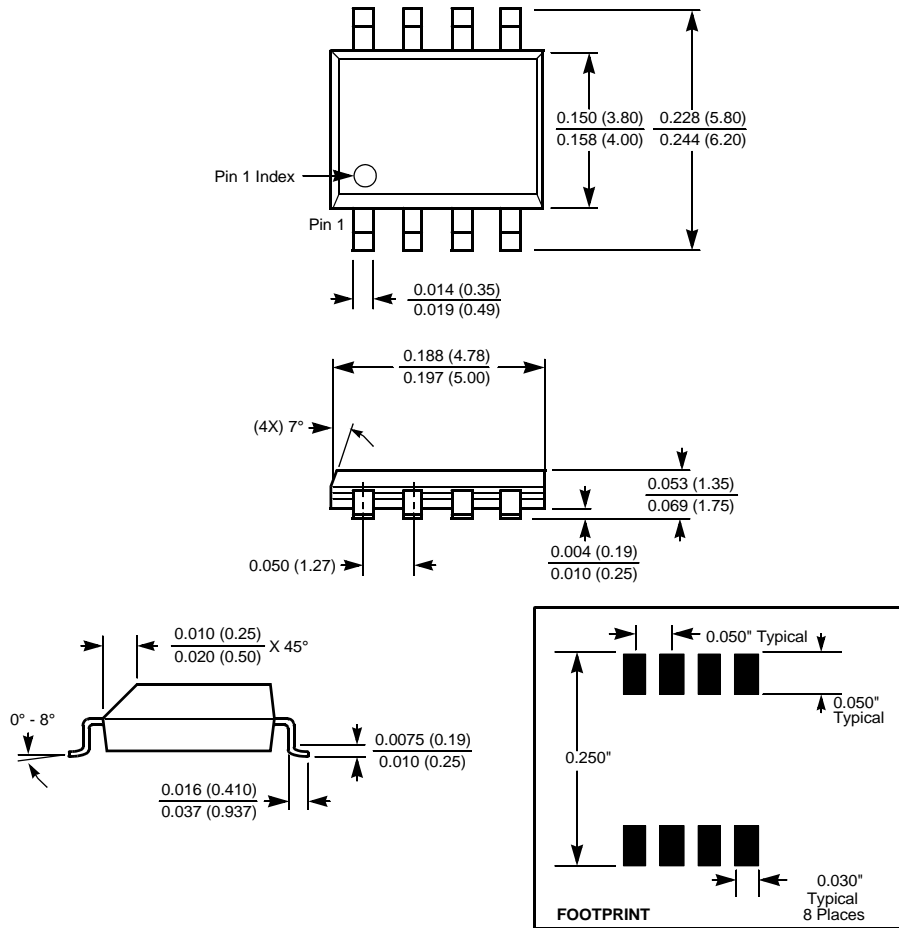 0.150 (3.80)
0.158 (4.00)
0.228 (5.80)
0.244 (6.20)
Pin 1 Index
Pin 1
0.014 (0.35)
0.019 (0.49)
0.188 (4.78)
0.197 (5.00)
(4X) 7°
0.053 (1.35)
0.069 (1.75)
0.050 (1.27)
0.004 (0.19)
0.010 (0.25)
0.010 (0.25)
0.020 (0.50)
X 45°
0° - 8°
0.0075 (0.19)
0.010 (0.25)
0.016 (0.410)
0.037 (0.937)
0.050" Typical
0.050"
Typical
0.250"
0.030"
Typical
8 Places
FOOTPRINT